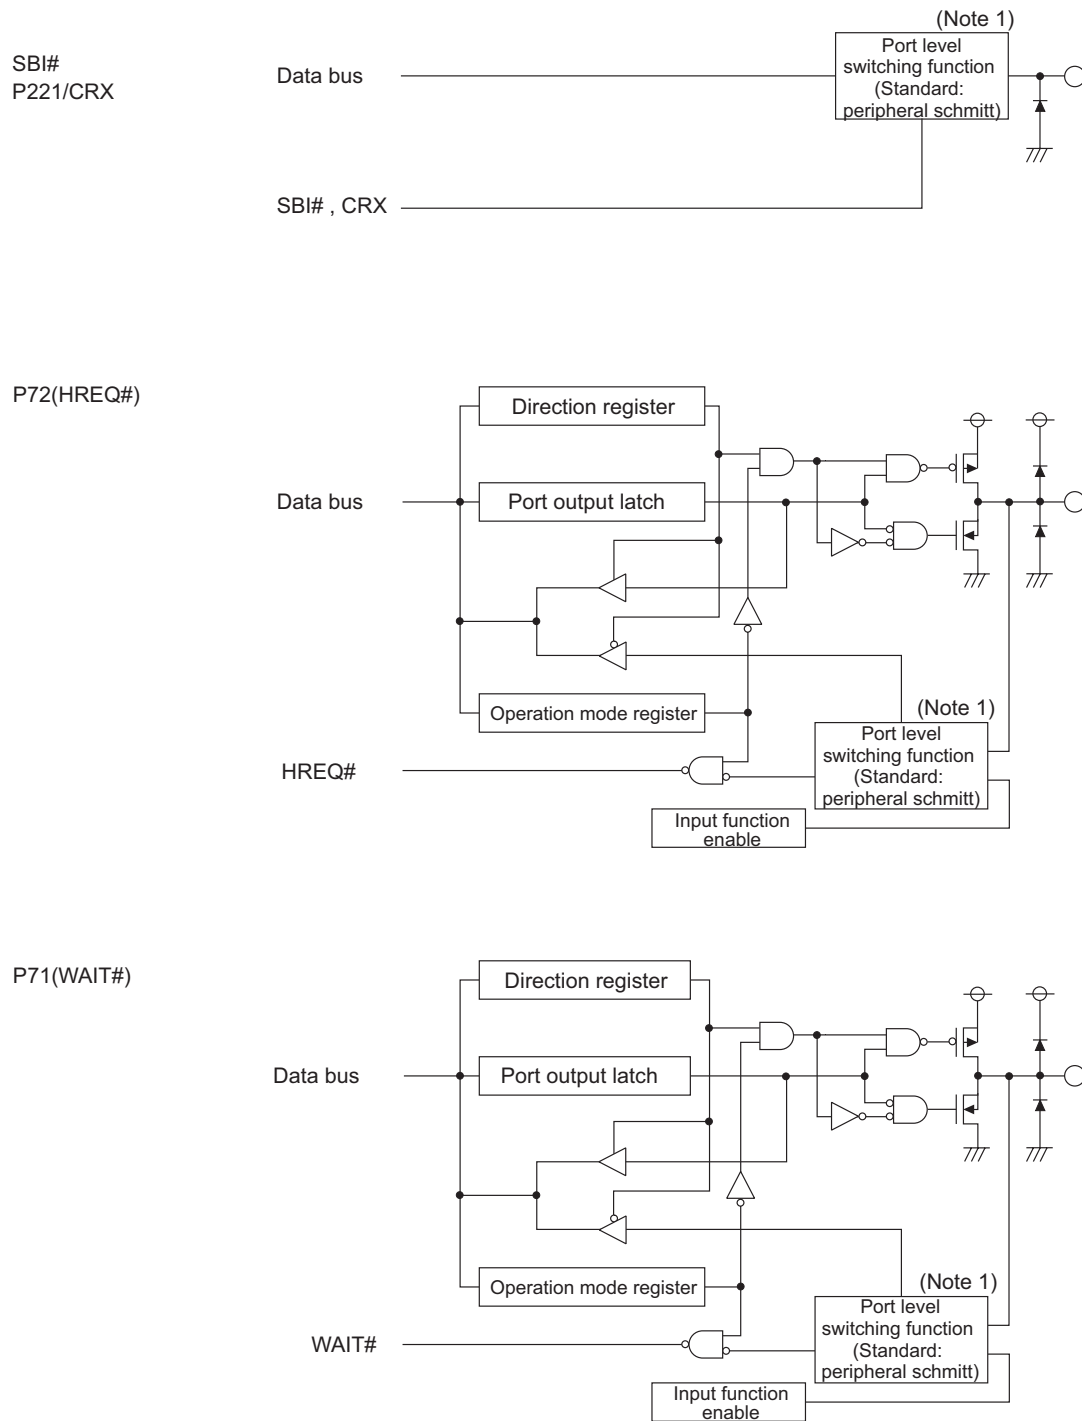 (Note 1)
SBI#
P221/CRX
Data bus
Port level
switching function
(Standard:
peripheral schmitt)
SBI# , CRX
P72(HREQ#)
Direction register
Data bus
Port output latch
Operation mode register
(Note 1)
Port level
switching function
(Standard:
peripheral schmitt)
HREQ#
Input function
enable
P71(WAIT#)
Direction register
Data bus
Port output latch
Operation mode register
(Note 1)
Port level
switching function
(Standard:
peripheral schmitt)
WAIT#
Input function
enable